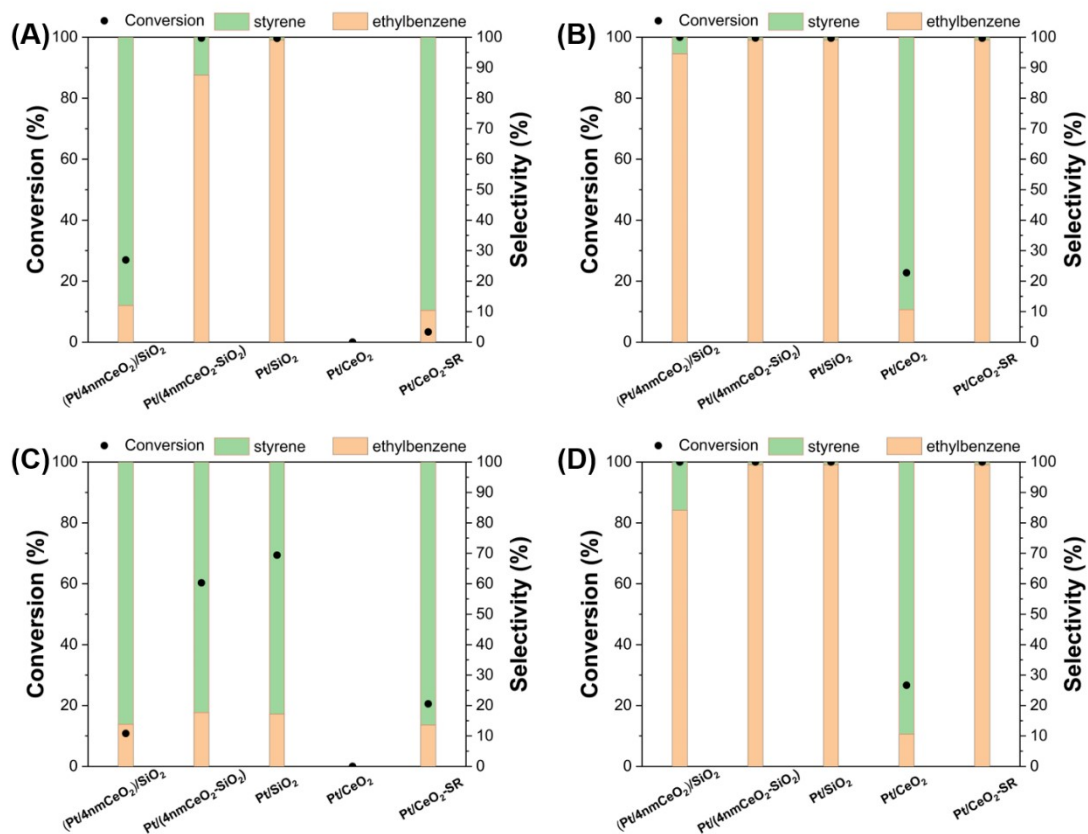 (A)
Conversion styrene ethylbenzene
100 100
90
80 80
70
60 60
50
40 40
30
20 20
10
0 0
Conversion (%)
Selectivity (%)
(Pt/4nmCeO₂)/SiO₂
Pt/(4nmCeO₂-SiO₂)
Pt/SiO₂
Pt/CeO₂
Pt/CeO₂-SR
(B)
Conversion styrene ethylbenzene
100 100
90
80 80
70
60 60
50
40 40
30
20 20
10
0 0
Conversion (%)
Selectivity (%)
(Pt/4nmCeO₂)/SiO₂
Pt/(4nmCeO₂-SiO₂)
Pt/SiO₂
Pt/CeO₂
Pt/CeO₂-SR
(C)
Conversion styrene ethylbenzene
100 100
90
80 80
70
60 60
50
40 40
30
20 20
10
0 0
Conversion (%)
Selectivity (%)
(Pt/4nmCeO₂)/SiO₂
Pt/(4nmCeO₂-SiO₂)
Pt/SiO₂
Pt/CeO₂
Pt/CeO₂-SR
(D)
Conversion styrene ethylbenzene
100 100
90
80 80
70
60 60
50
40 40
30
20 20
10
0 0
Conversion (%)
Selectivity (%)
(Pt/4nmCeO₂)/SiO₂
Pt/(4nmCeO₂-SiO₂)
Pt/SiO₂
Pt/CeO₂
Pt/CeO₂-SR